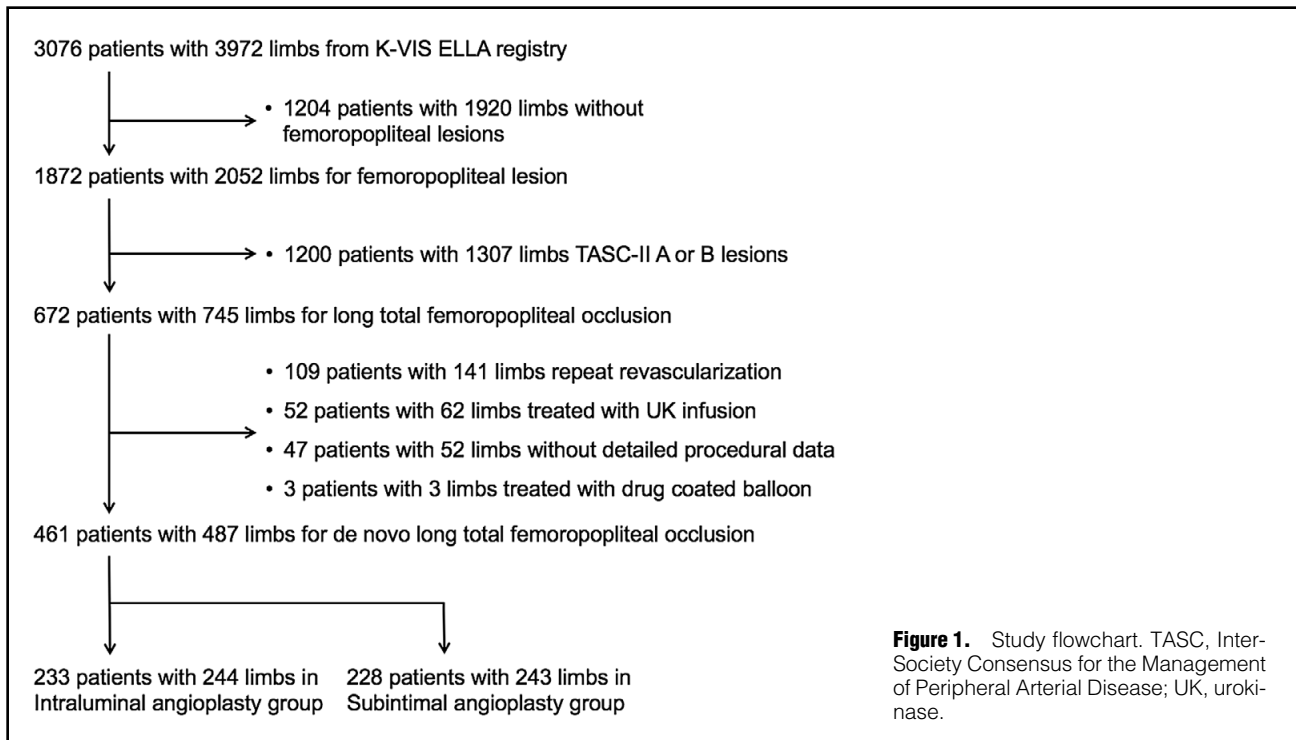 3076 patients with 3972 limbs from K-VIS ELLA registry
• 1204 patients with 1920 limbs without
femoropopliteal lesions
1872 patients with 2052 limbs for femoropopliteal lesion
• 1200 patients with 1307 limbs TASC-II A or B lesions
672 patients with 745 limbs for long total femoropopliteal occlusion
• 109 patients with 141 limbs repeat revascularization
• 52 patients with 62 limbs treated with UK infusion
• 47 patients with 52 limbs without detailed procedural data
• 3 patients with 3 limbs treated with drug coated balloon
461 patients with 487 limbs for de novo long total femoropopliteal occlusion
233 patients with 244 limbs in
Intraluminal angioplasty group
228 patients with 243 limbs in
Subintimal angioplasty group
Figure 1. Study flowchart. TASC, Inter-
Society Consensus for the Management
of Peripheral Arterial Disease; UK, uroki-
nase.